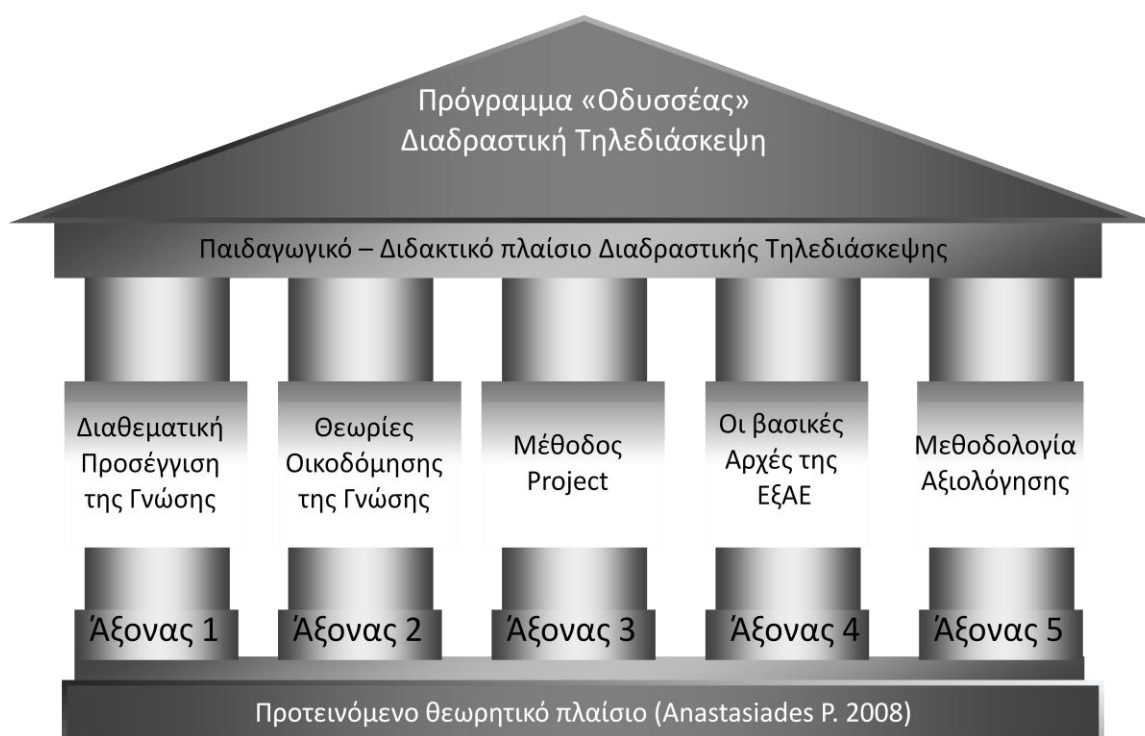 Πρόγραμμα «Οδυσσέας»
Διαδραστική Τηλεδιάσκεψη
Παιδαγωγικό – Διδακτικό πλαίσιο Διαδραστικής Τηλεδιάσκεψης
Διαθεματική
Προσέγγιση
της Γνώσης
Θεωρίες
Οικοδόμησης
της Γνώσης
Μέθοδος
Project
Οι βασικές
Αρχές της
ΕξΑΕ
Μεθοδολογία
Αξιολόγησης
Άξονας 1
Άξονας 2
Άξονας 3
Άξονας 4
Άξονας 5
Προτεινόμενο θεωρητικό πλαίσιο (Anastasiades P. 2008)